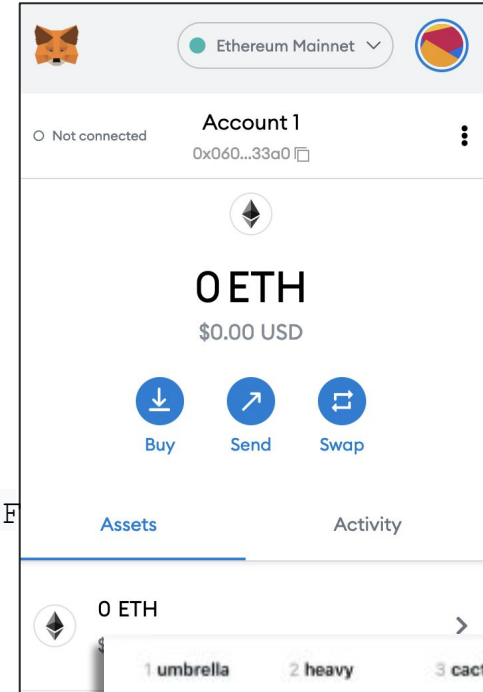 Ethereum Mainnet
Not connected
Account 1
0x060...33a0
0 ETH
$0.00 USD
Buy Send Swap
F
Assets Activity
0 ETH
1 umbrella 2 heavy 3 cact